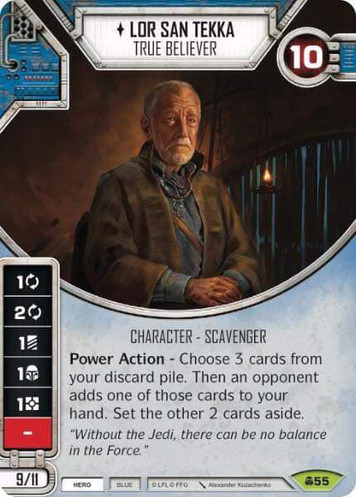 LOR SAN TEKKA
TRUE BELIEVER
10
1
2
1
1
1
-
9/11
CHARACTER - SCAVENGER
Power Action - Choose 3 cards from
your discard pile. Then an opponent
adds one of those cards to your
hand. Set the other 2 cards aside.
"Without the Jedi, there can be no balance
in the Force."
HERO
BLUE
© LFL © FFG
Alexander Kozachenko
55